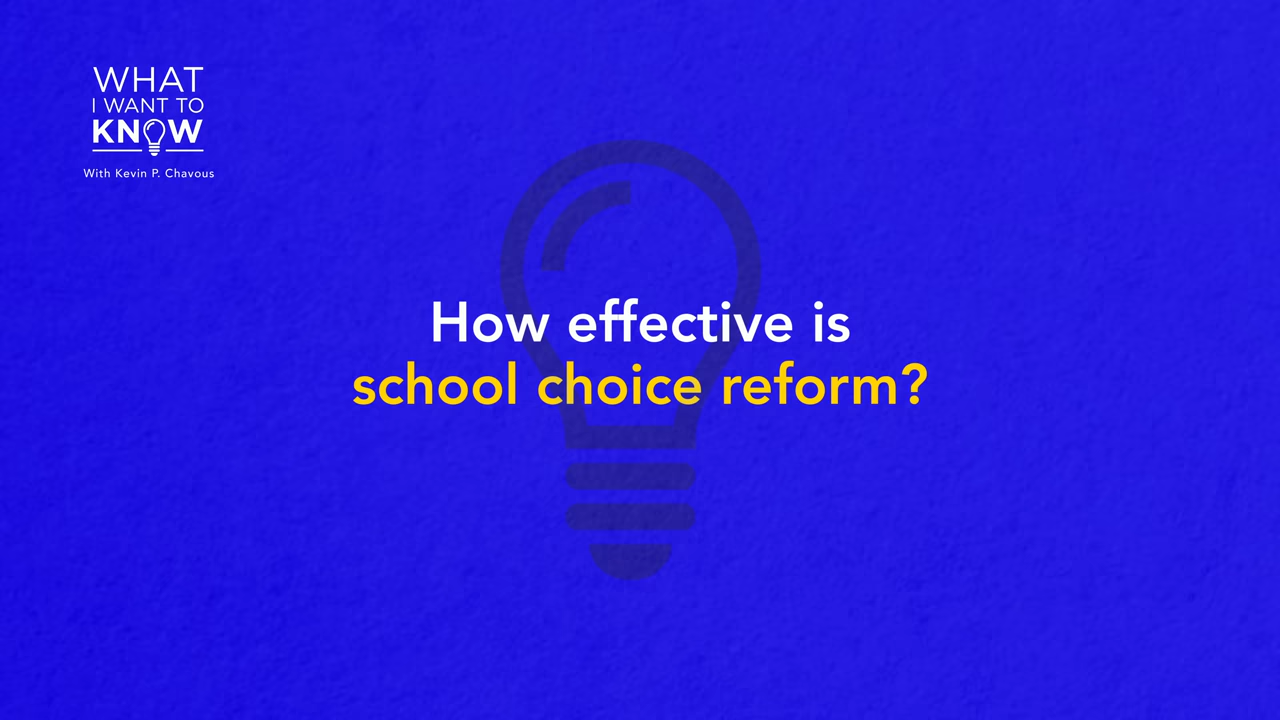 WHAT
I WANT TO
KNOW
With Kevin P. Chavous
How effective is
school choice reform?